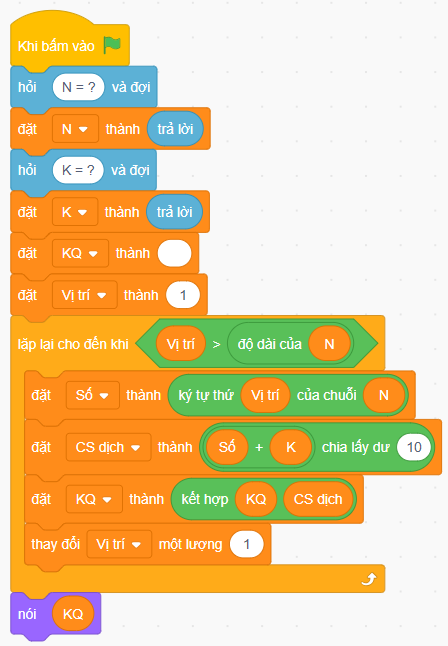 Khi bấm vào
hỏi N = ? và đợi
đặt N thành trả lời
hỏi K = ? và đợi
đặt K thành trả lời
đặt KQ thành
đặt Vị trí thành 1
lặp lại cho đến khi Vị trí > độ dài của N
đặt Số thành ký tự thứ Vị trí của chuỗi N
đặt CS dịch thành Số + K chia lấy dư 10
đặt KQ thành kết hợp KQ CS dịch
thay đổi Vị trí một lượng 1
nói KQ